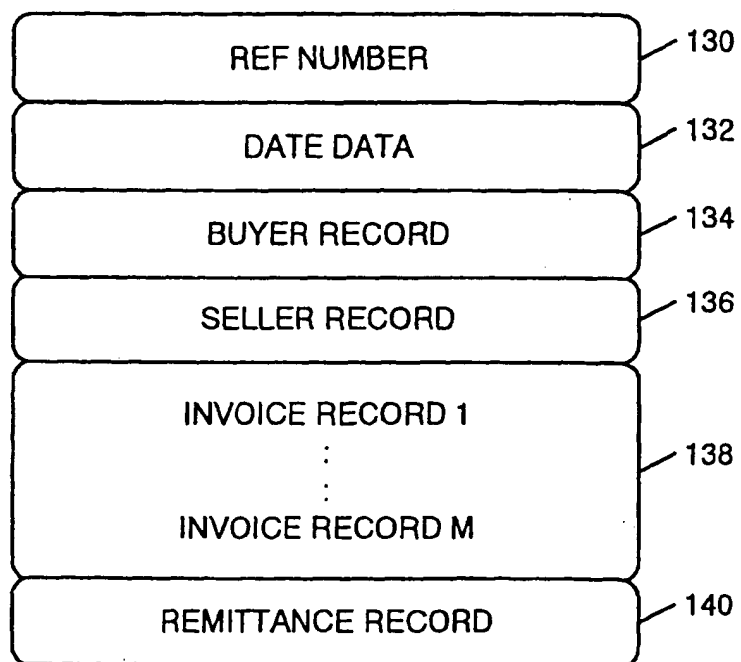 REF NUMBER 130
DATE DATA 132
BUYER RECORD 134
SELLER RECORD 136
INVOICE RECORD 1
:
:
INVOICE RECORD M
138
REMITTANCE RECORD 140